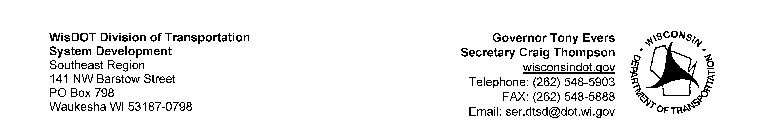 WisDOT Division of Transportation
System Development
Southeast Region
141 NW Barstow Street
PO Box 798
Waukesha WI 53187-0798
Governor Tony Evers
Secretary Craig Thompson
wisconsindot.gov
Telephone: (262) 548-5903
FAX: (262) 548-5888
Email: ser.dtsd@dot.wi.gov
WISCONSIN
DEPARTMENT OF TRANSPORTATION